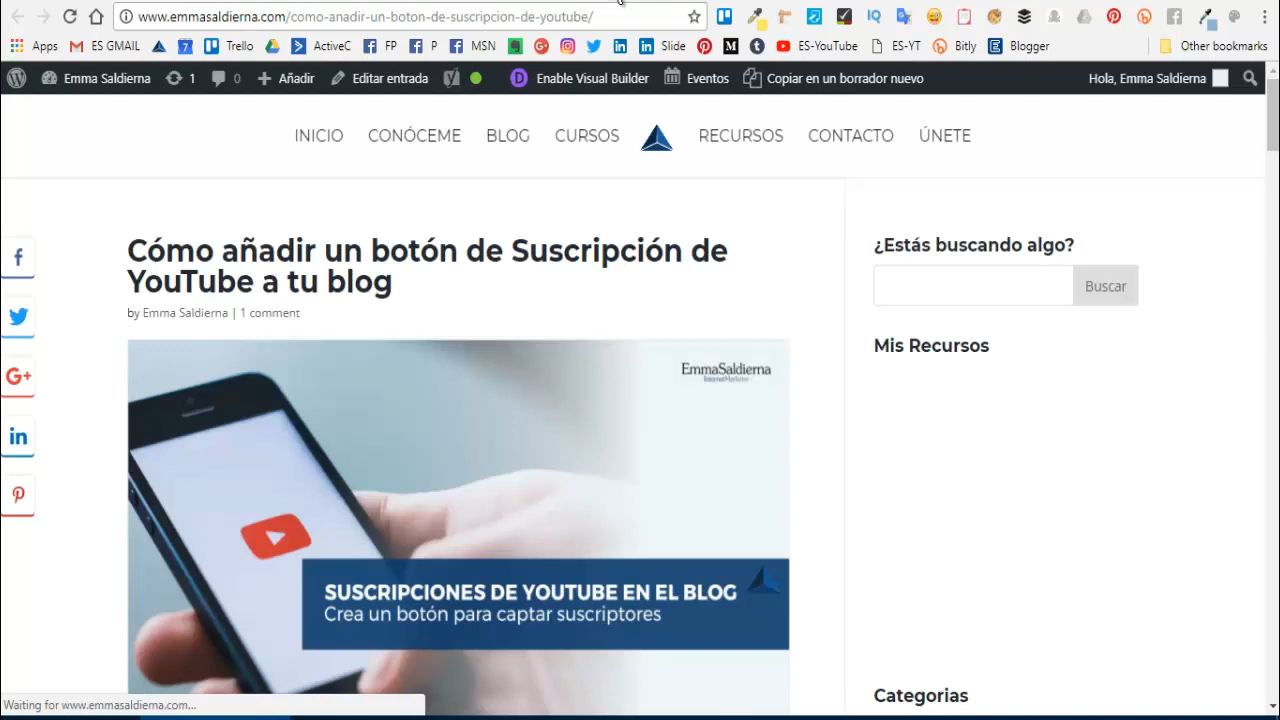 www.emmasaldierna.com/como-anadir-un-boton-de-suscripcion-de-youtube/
Apps ES GMAIL 7 Trello ActiveC FP P MSN Slide ES-YouTube ES-YT Bitly Blogger Other bookmarks
Emma Saldierna 1 0 Añadir Editar entrada Enable Visual Builder Eventos Copiar en un borrador nuevo Hola, Emma Saldierna
INICIO CONÓCEME BLOG CURSOS RECURSOS CONTACTO ÚNETE
Cómo añadir un botón de Suscripción de
YouTube a tu blog
by Emma Saldierna | 1 comment
EmmaSaldierna
Internet Marketer
SUSCRIPCIONES DE YOUTUBE EN EL BLOG
Crea un botón para captar suscriptores
¿Estás buscando algo?
Buscar
Mis Recursos
Categorias
Waiting for www.emmasaldierna.com...